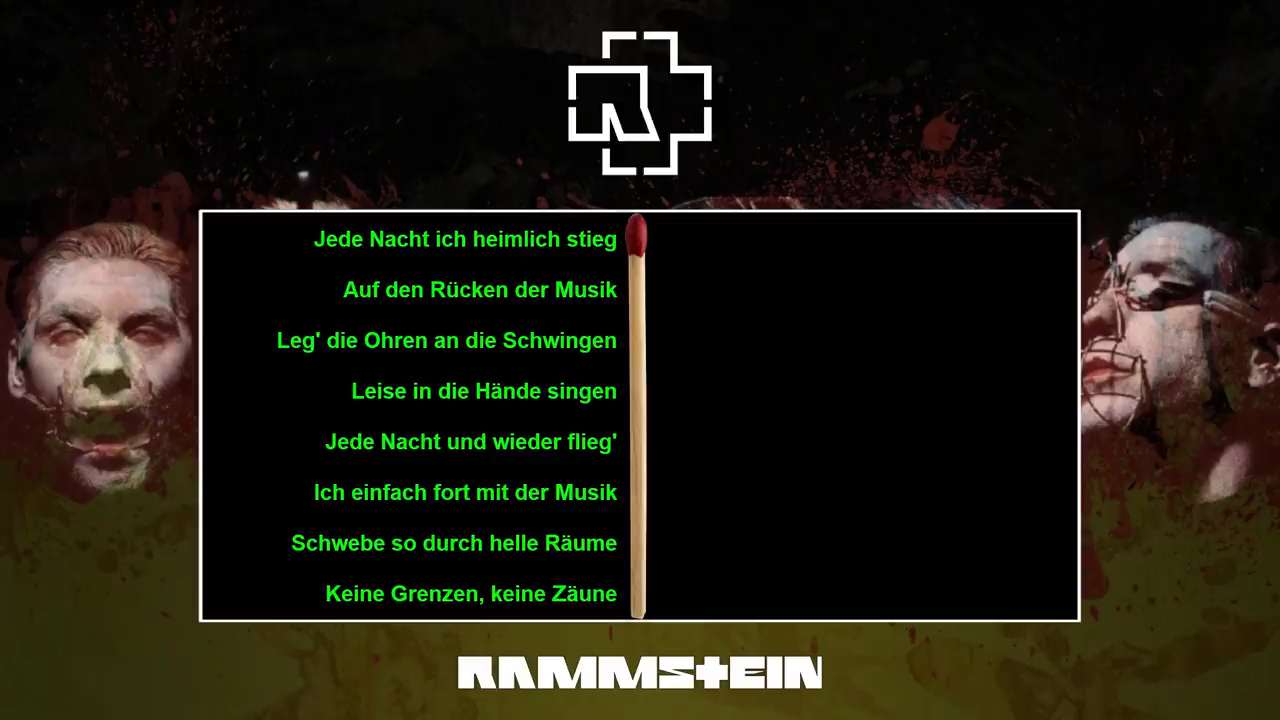 Jede Nacht ich heimlich stieg
Auf den Rücken der Musik
Leg' die Ohren an die Schwingen
Leise in die Hände singen
Jede Nacht und wieder flieg'
Ich einfach fort mit der Musik
Schwebe so durch helle Räume
Keine Grenzen, keine Zäune
RAMMSTEIN